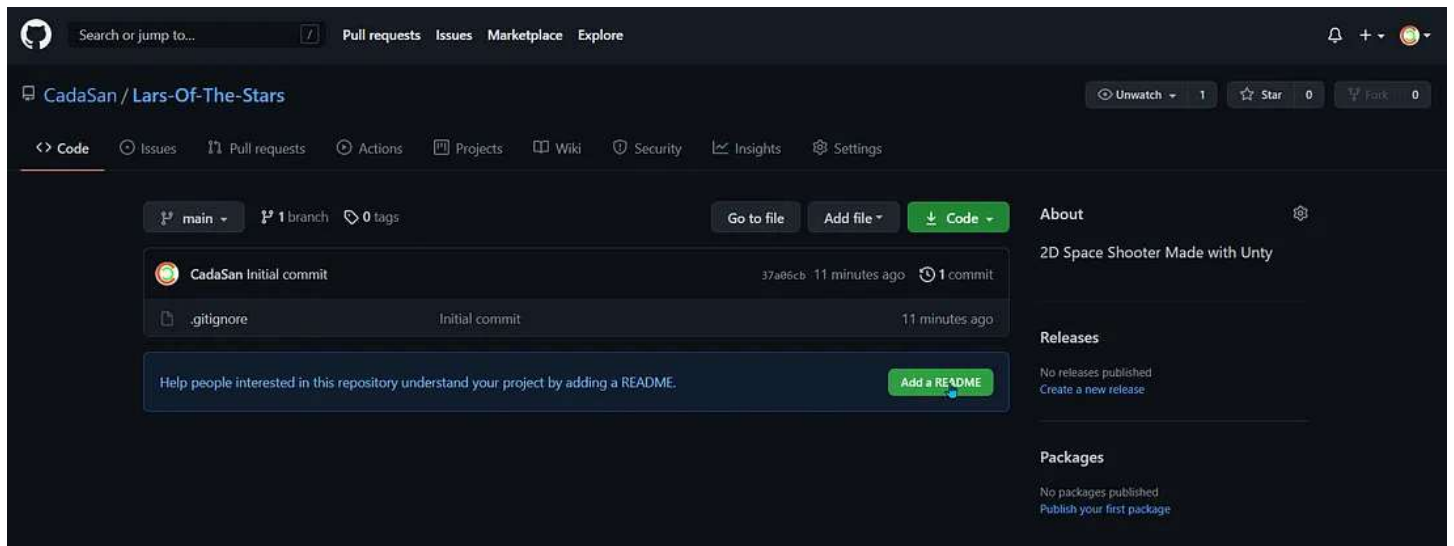 Search or jump to... / Pull requests Issues Marketplace Explore
CadaSan / Lars-Of-The-Stars Unwatch 1 Star 0 Fork 0
<> Code Issues Pull requests Actions Projects Wiki Security Insights Settings
main 1 branch 0 tags Go to file Add file Code
About
2D Space Shooter Made with Unty
CadaSan Initial commit 37a06cb 11 minutes ago 1 commit
.gitignore Initial commit 11 minutes ago
Releases
No releases published
Create a new release
Help people interested in this repository understand your project by adding a README. Add a README
Packages
No packages published
Publish your first package